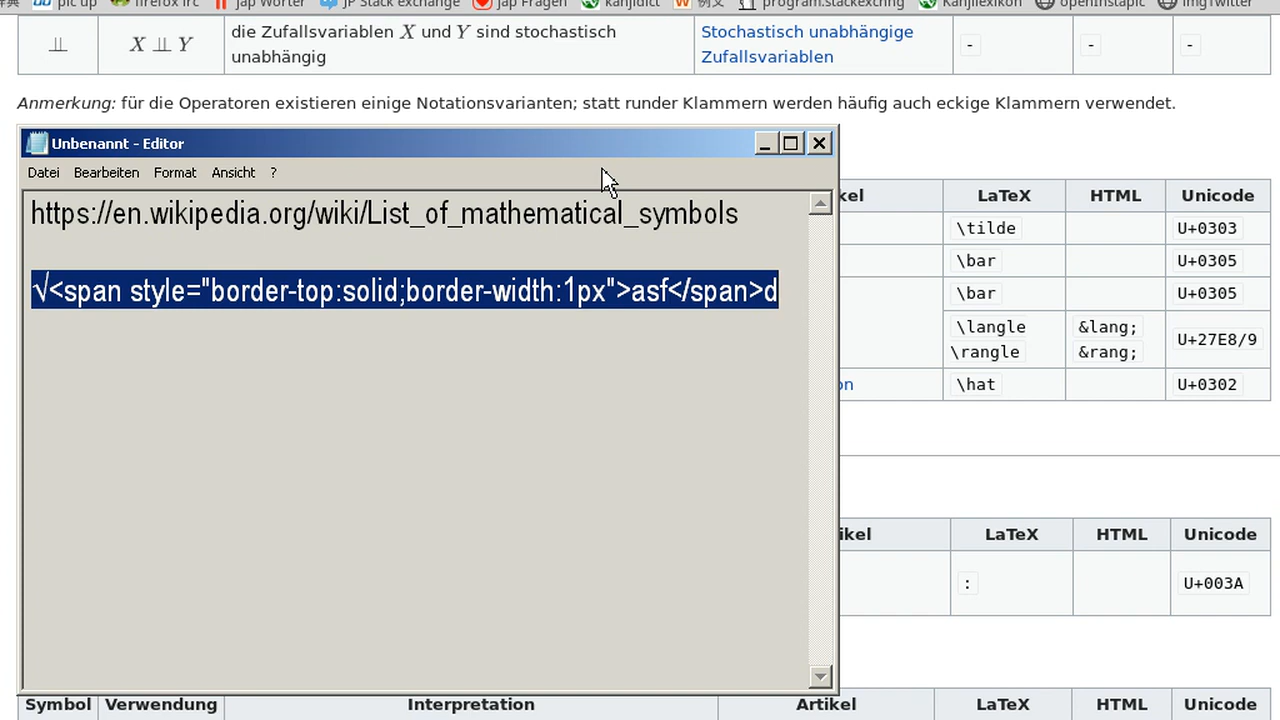 pic up firefox irc jap Wörter JP Stack exchange jap Fragen kanjidict 例文 program.stackexchng Kanjilexikon openInstapic imgTwitter
⫫ X ⫫ Y die Zufallsvariablen X und Y sind stochastisch unabhängig Stochastisch unabhängige Zufallsvariablen - - -
Anmerkung: für die Operatoren existieren einige Notationsvarianten; statt runder Klammern werden häufig auch eckige Klammern verwendet.
Unbenannt - Editor
Datei Bearbeiten Format Ansicht ?
https://en.wikipedia.org/wiki/List_of_mathematical_symbols
√<span style="border-top:solid;border-width:1px">asf</span>d
LaTeX HTML Unicode
\tilde U+0303
\bar U+0305
\bar U+0305
\langle &lang; U+27E8/9
\rangle &rang;
\hat U+0302
LaTeX HTML Unicode
: U+003A
Symbol Verwendung Interpretation Artikel LaTeX HTML Unicode